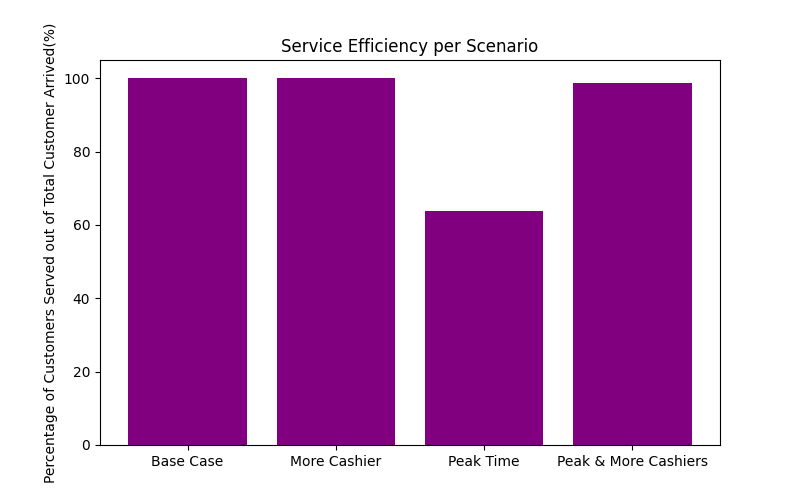 Service Efficiency per Scenario
Percentage of Customers Served out of Total Customer Arrived(%)
100
80
60
40
20
0
Base Case
More Cashier
Peak Time
Peak & More Cashiers